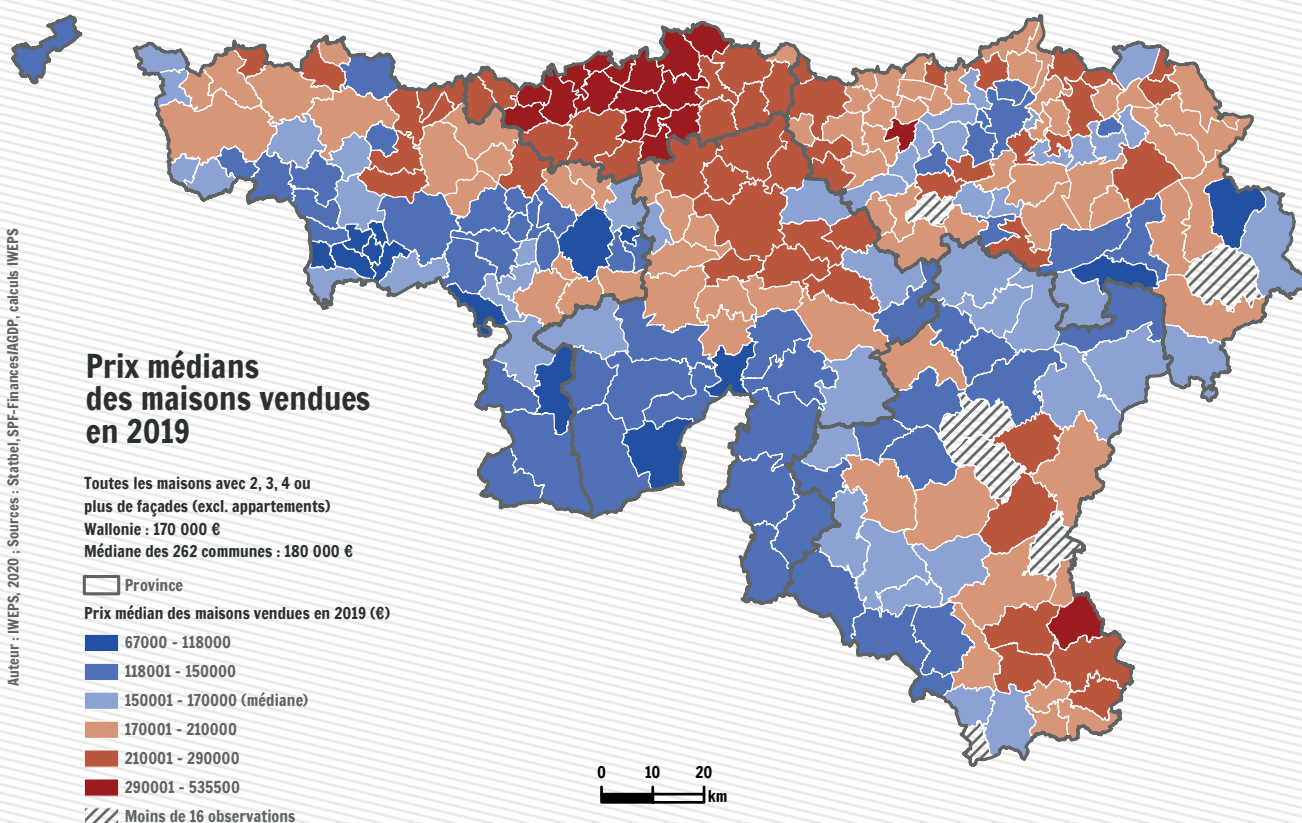 Prix médians
des maisons vendues
en 2019
Toutes les maisons avec 2, 3, 4 ou
plus de façades (excl. appartements)
Wallonie : 170 000 €
Médiane des 262 communes : 180 000 €
Province
Prix médian des maisons vendues en 2019 (€)
67000 - 118000
118001 - 150000
150001 - 170000 (médiane)
170001 - 210000
210001 - 290000
290001 - 535500
Moins de 16 observations
0 10 20
km
Auteur : IWEPS, 2020 ; Sources : Statbel, SPF-Finances/AGDP, calculs IWEPS